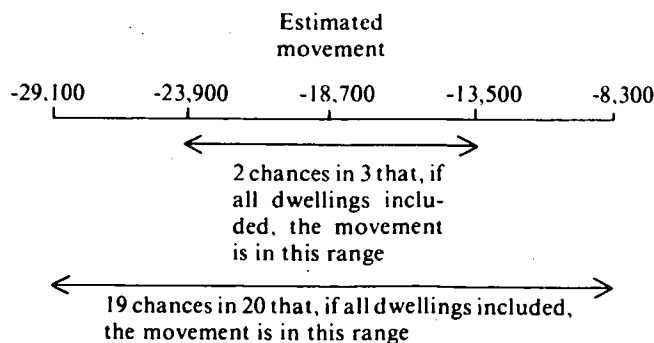 Estimated
movement
-29,100 -23,900 -18,700 -13,500 -8,300
2 chances in 3 that, if
all dwellings inclu-
ded, the movement
is in this range
19 chances in 20 that, if all dwellings included,
the movement is in this range